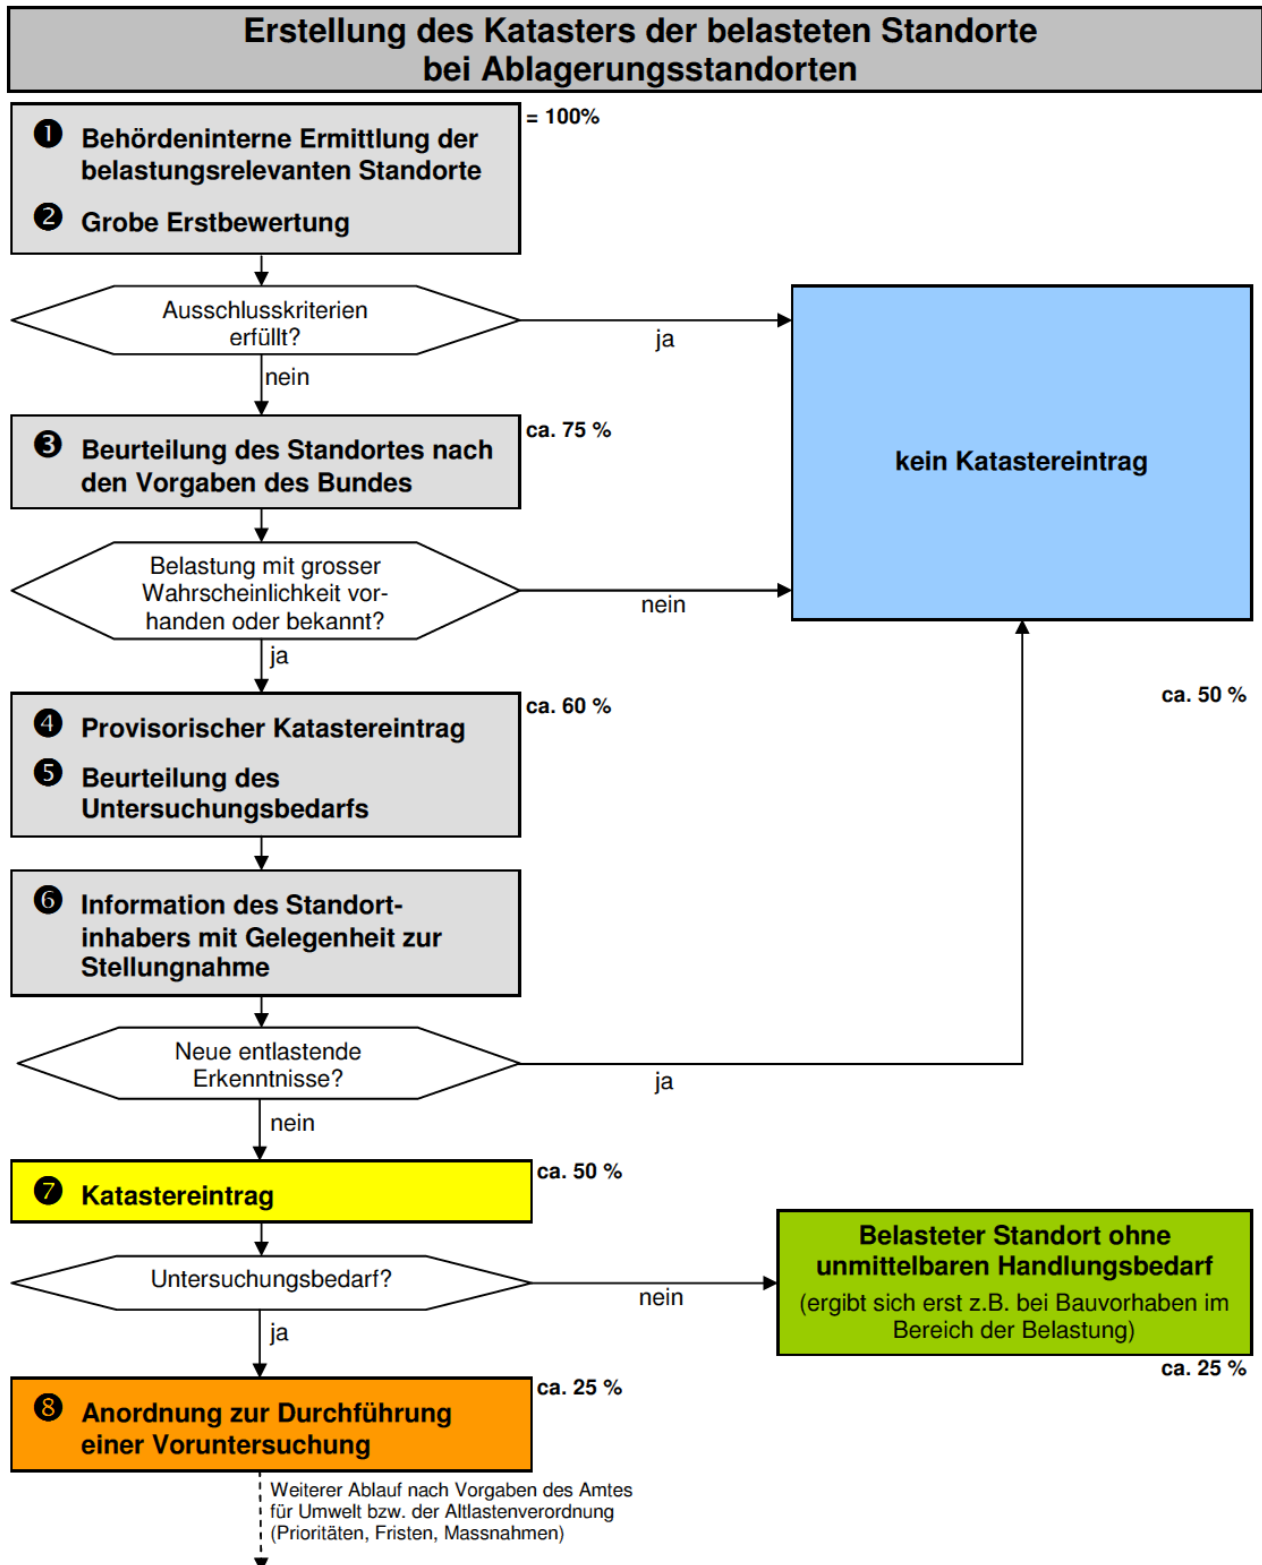 Erstellung des Katasters der belasteten Standorte
bei Ablagerungsstandorten
= 100%
❶ Behördeninterne Ermittlung der
belastungsrelevanten Standorte
❷ Grobe Erstbewertung
Ausschlusskriterien
erfüllt?
ja
nein
ca. 75 %
❸ Beurteilung des Standortes nach
den Vorgaben des Bundes
kein Katastereintrag
Belastung mit grosser
Wahrscheinlichkeit vor-
handen oder bekannt?
nein
ja
ca. 50 %
ca. 60 %
❹ Provisorischer Katastereintrag
❺ Beurteilung des
Untersuchungsbedarfs
❻ Information des Standort-
inhabers mit Gelegenheit zur
Stellungnahme
Neue entlastende
Erkenntnisse?
ja
nein
ca. 50 %
❼ Katastereintrag
Untersuchungsbedarf?
nein
Belasteter Standort ohne
unmittelbaren Handlungsbedarf
(ergibt sich erst z.B. bei Bauvorhaben im
Bereich der Belastung)
ca. 25 %
ja
ca. 25 %
❽ Anordnung zur Durchführung
einer Voruntersuchung
Weiterer Ablauf nach Vorgaben des Amtes
für Umwelt bzw. der Altlastenverordnung
(Prioritäten, Fristen, Massnahmen)